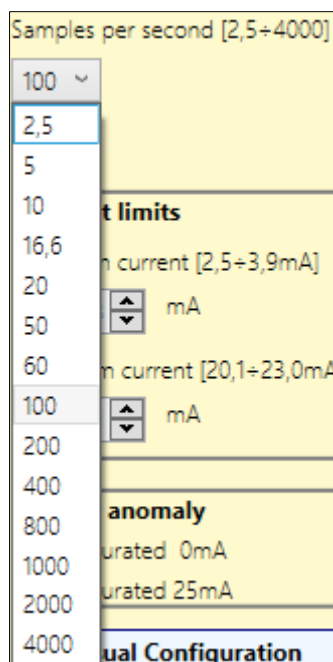 Samples per second [2,5÷4000]
100
2,5
5
10
t limits
16,6
current [2,5÷3,9mA]
20
mA
50
60
current [20,1÷23,0mA
100
mA
200
400
800
anomaly
urated 0mA
1000
2000
urated 25mA
4000
ual Configuration